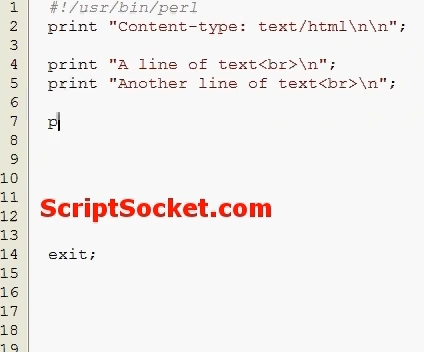 1 #!/usr/bin/perl
2 print "Content-type: text/html\n\n";
3
4 print "A line of text<br>\n";
5 print "Another line of text<br>\n";
6
7 p
8
9
10
11
ScriptSocket.com
12
13
14 exit;
15
16
17
18
19